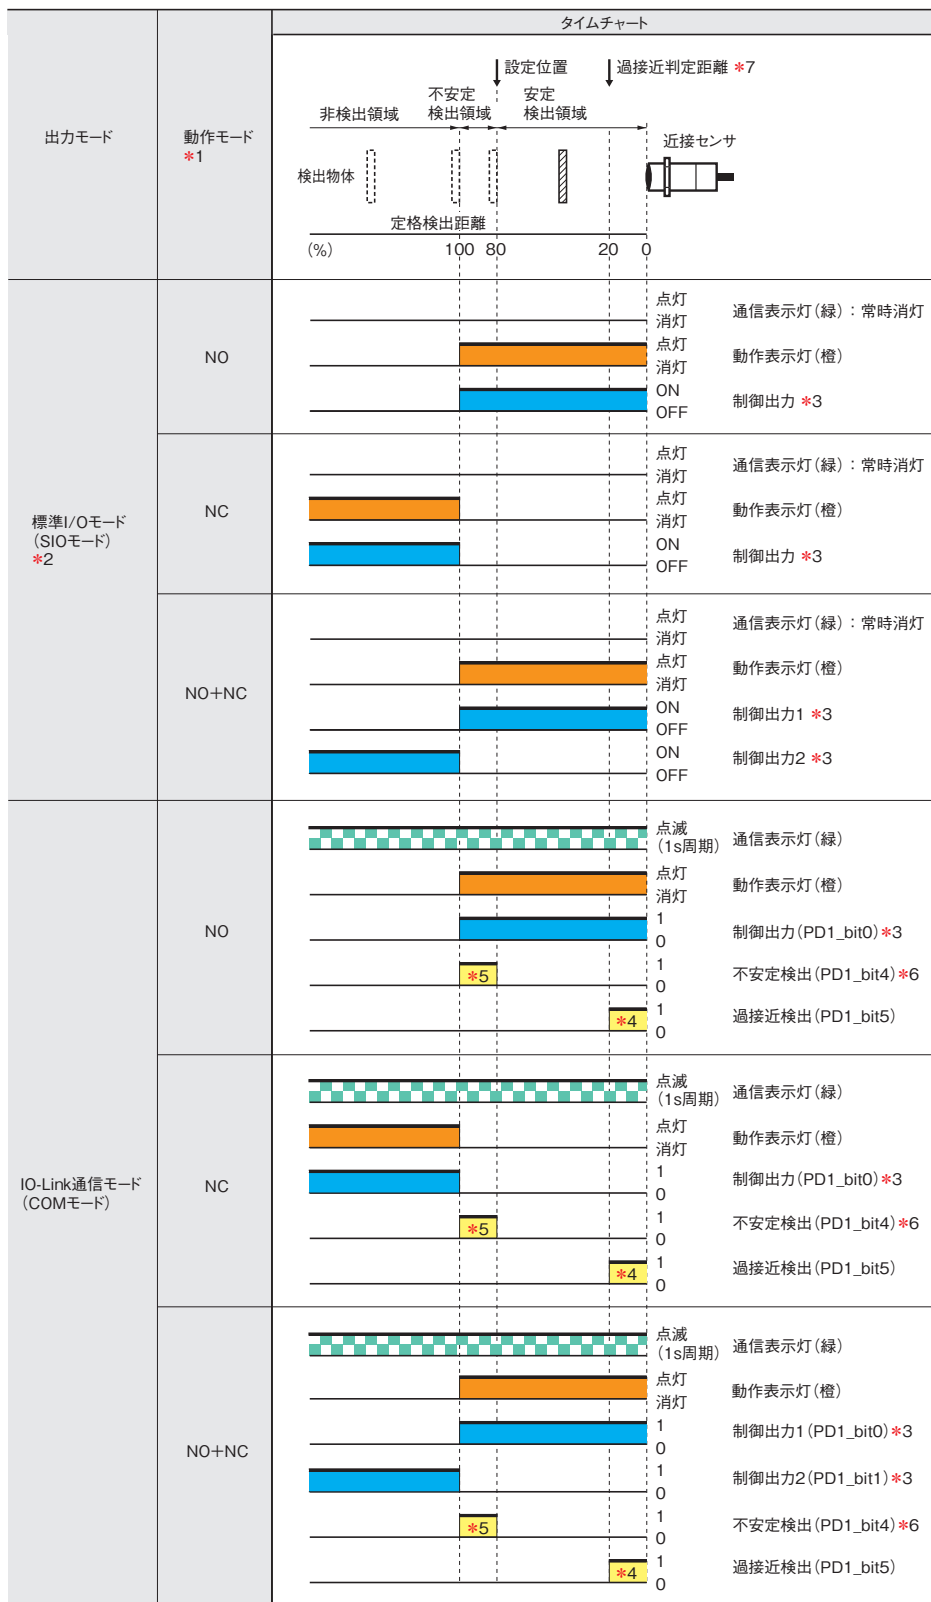 タイムチャート
出力モード
動作モード
*1
設定位置
過接近判定距離 *7
非検出領域
不安定
検出領域
安定
検出領域
近接センサ
検出物体
定格検出距離
(%) 100 80 20 0
標準I/Oモード
(SIOモード)
*2
NO
点灯
消灯
通信表示灯(緑):常時消灯
点灯
消灯
動作表示灯(橙)
ON
OFF
制御出力 *3
NC
点灯
消灯
通信表示灯(緑):常時消灯
点灯
消灯
動作表示灯(橙)
ON
OFF
制御出力 *3
NO+NC
点灯
消灯
通信表示灯(緑):常時消灯
点灯
消灯
動作表示灯(橙)
ON
OFF
制御出力1 *3
ON
OFF
制御出力2 *3
IO-Link通信モード
(COMモード)
NO
点滅
(1s周期)
通信表示灯(緑)
点灯
消灯
動作表示灯(橙)
1
0
制御出力(PD1_bit0)*3
*5
1
0
不安定検出(PD1_bit4)*6
*4
1
0
過接近検出(PD1_bit5)
NC
点滅
(1s周期)
通信表示灯(緑)
点灯
消灯
動作表示灯(橙)
1
0
制御出力(PD1_bit0)*3
*5
1
0
不安定検出(PD1_bit4)*6
*4
1
0
過接近検出(PD1_bit5)
NO+NC
点滅
(1s周期)
通信表示灯(緑)
点灯
消灯
動作表示灯(橙)
1
0
制御出力1(PD1_bit0)*3
1
0
制御出力2(PD1_bit1)*3
*5
1
0
不安定検出(PD1_bit4)*6
*4
1
0
過接近検出(PD1_bit5)